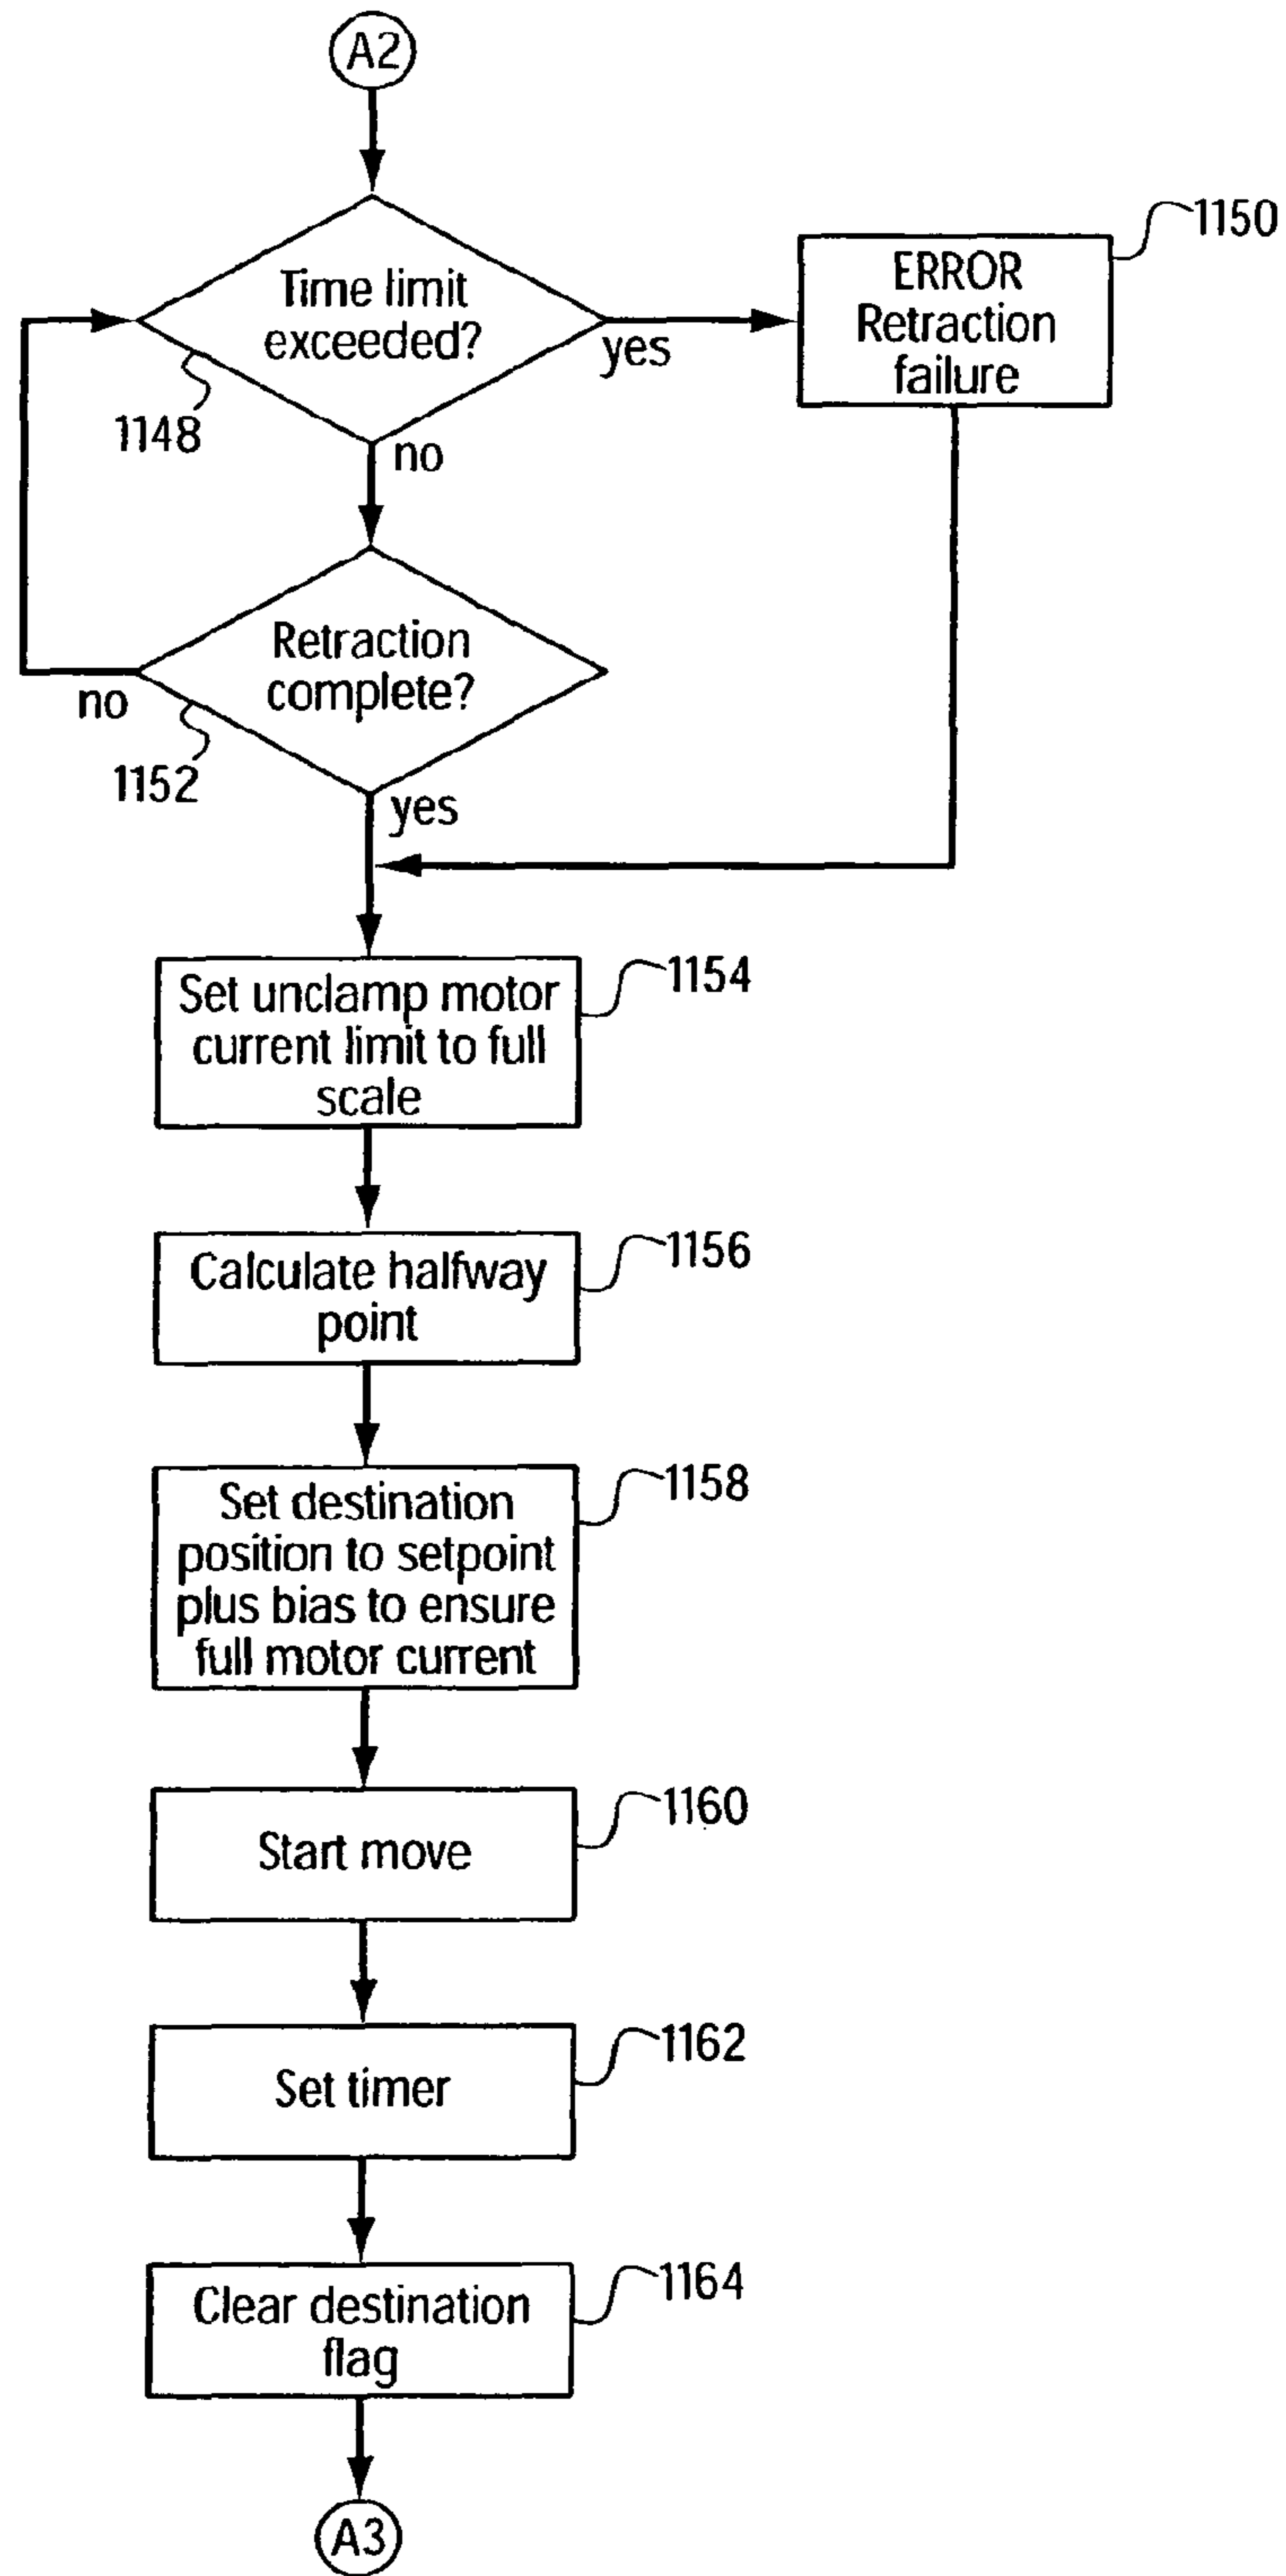 A2
Time limit
exceeded?
yes
1148
no
1150
ERROR
Retraction
failure
Retraction
complete?
no
1152
yes
1154
Set unclamp motor
current limit to full
scale
1156
Calculate halfway
point
1158
Set destination
position to setpoint
plus bias to ensure
full motor current
1160
Start move
1162
Set timer
1164
Clear destination
flag
A3